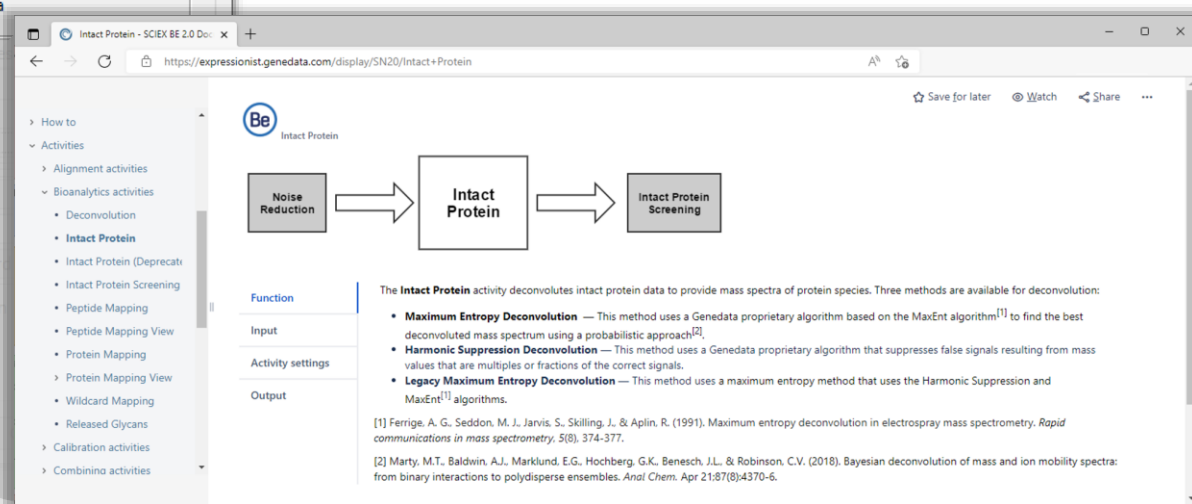 a
Intact Protein - SCIEX BE 2.0 Doc
https://expressionist.genedata.com/display/SN20/Intact+Protein
Save for later Watch Share
How to
Activities
Alignment activities
Bioanalytics activities
Deconvolution
Intact Protein
Intact Protein (Deprecate
Intact Protein Screening
Peptide Mapping
Peptide Mapping View
Protein Mapping
Protein Mapping View
Wildcard Mapping
Released Glycans
Calibration activities
Combining activities
Be
Intact Protein
Noise
Reduction
Intact
Protein
Intact Protein
Screening
Function
Input
Activity settings
Output
The Intact Protein activity deconvolutes intact protein data to provide mass spectra of protein species. Three methods are available for deconvolution:
• Maximum Entropy Deconvolution — This method uses a Genedata proprietary algorithm based on the MaxEnt algorithm[1] to find the best
deconvoluted mass spectrum using a probabilistic approach[2].
• Harmonic Suppression Deconvolution — This method uses a Genedata proprietary algorithm that suppresses false signals resulting from mass
values that are multiples or fractions of the correct signals.
• Legacy Maximum Entropy Deconvolution — This method uses a maximum entropy method that uses the Harmonic Suppression and
MaxEnt[1] algorithms.
[1] Ferrige, A. G., Seddon, M. J., Jarvis, S., Skilling, J., & Aplin, R. (1991). Maximum entropy deconvolution in electrospray mass spectrometry. Rapid
communications in mass spectrometry, 5(8), 374-377.
[2] Marty, M.T., Baldwin, A.J., Marklund, E.G., Hochberg, G.K., Benesch, J.L., & Robinson, C.V. (2018). Bayesian deconvolution of mass and ion mobility spectra:
from binary interactions to polydisperse ensembles. Anal Chem. Apr 21;87(8):4370-6.